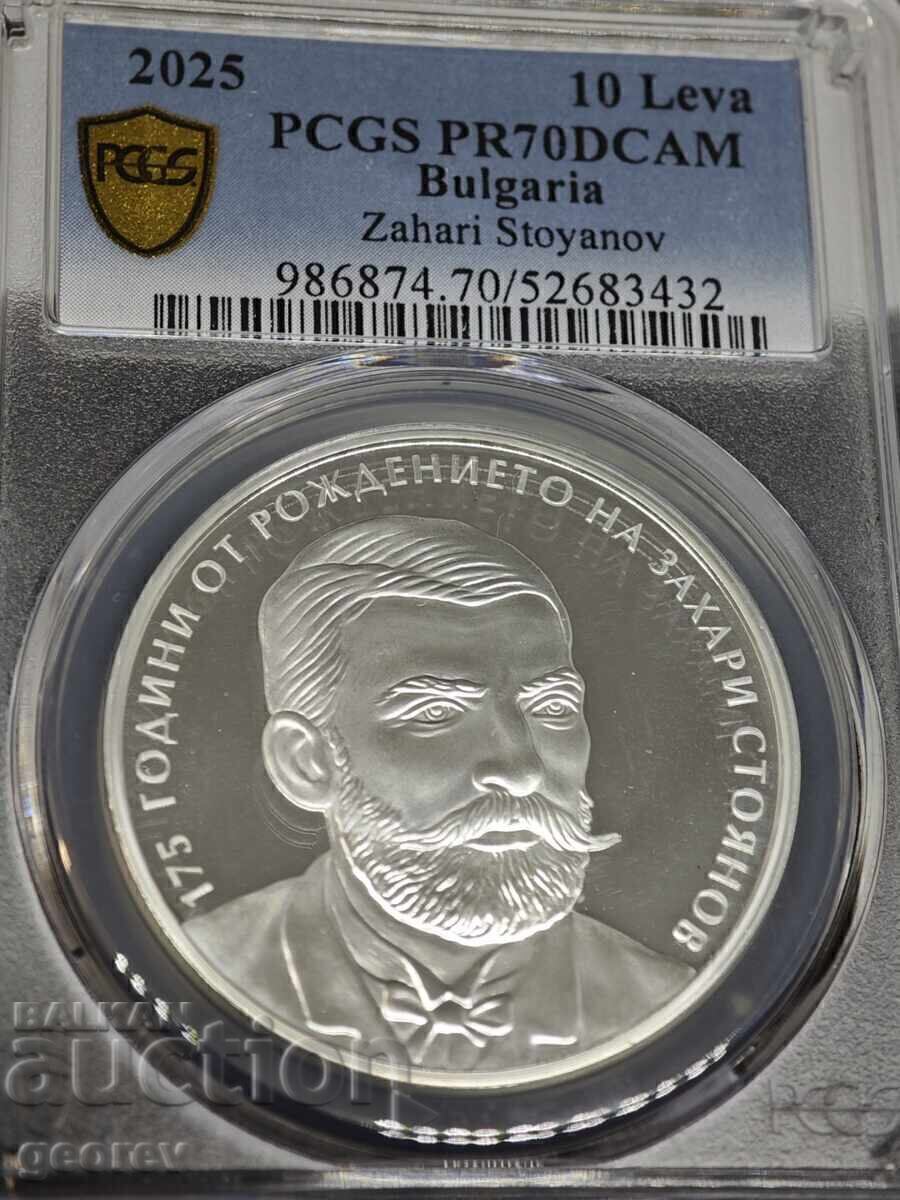 2025
10 Leva
PCGS
PCGS PR70DCAM
Bulgaria
Zahari Stoyanov
986874.70/52683432
175 ГОДИНИ ОТ РОЖДЕНИЕТО НА ЗАХАРИ СТОЯНОВ
BALKAN
auction
georev
PCGS